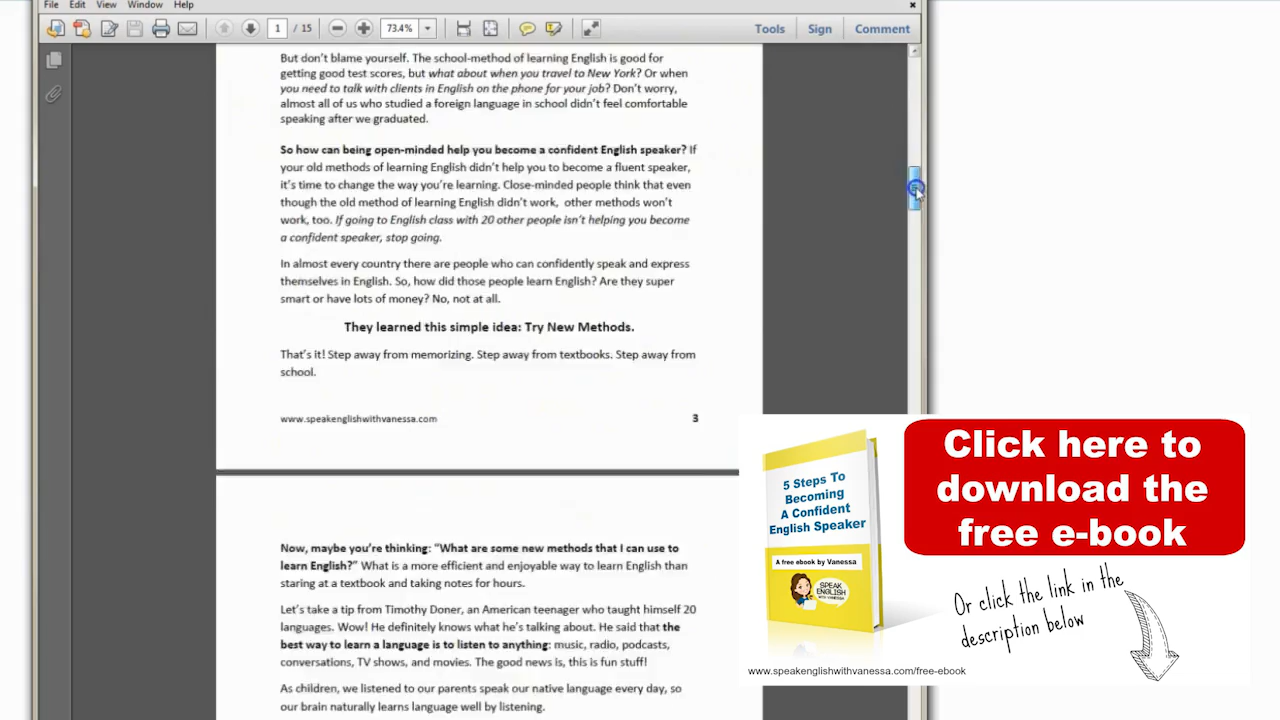 File Edit View Window Help
1 / 15 73.4% Tools Sign Comment
But don't blame yourself. The school-method of learning English is good for
getting good test scores, but what about when you travel to New York? Or when
you need to talk with clients in English on the phone for your job? Don't worry,
almost all of us who studied a foreign language in school didn't feel comfortable
speaking after we graduated.
So how can being open-minded help you become a confident English speaker? If
your old methods of learning English didn't help you to become a fluent speaker,
it's time to change the way you're learning. Close-minded people think that even
though the old method of learning English didn't work, other methods won't
work, too. If going to English class with 20 other people isn't helping you become
a confident speaker, stop going.
In almost every country there are people who can confidently speak and express
themselves in English. So, how did those people learn English? Are they super
smart or have lots of money? No, not at all.
They learned this simple idea: Try New Methods.
That's it! Step away from memorizing. Step away from textbooks. Step away from
school.
www.speakenglishwithvanessa.com 3
Now, maybe you're thinking: "What are some new methods that I can use to
learn English?" What is a more efficient and enjoyable way to learn English than
staring at a textbook and taking notes for hours.
Let's take a tip from Timothy Doner, an American teenager who taught himself 20
languages. Wow! He definitely knows what he's talking about. He said that the
best way to learn a language is to listen to anything: music, radio, podcasts,
conversations, TV shows, and movies. The good news is, this is fun stuff!
As children, we listened to our parents speak our native language every day, so
our brain naturally learns language well by listening.
5 Steps To
Becoming
A Confident
English Speaker
A free ebook by Vanessa
SPEAK
ENGLISH
WITH VANESSA
Click here to
download the
free e-book
Or click the link in the
description below
www.speakenglishwithvanessa.com/free-ebook